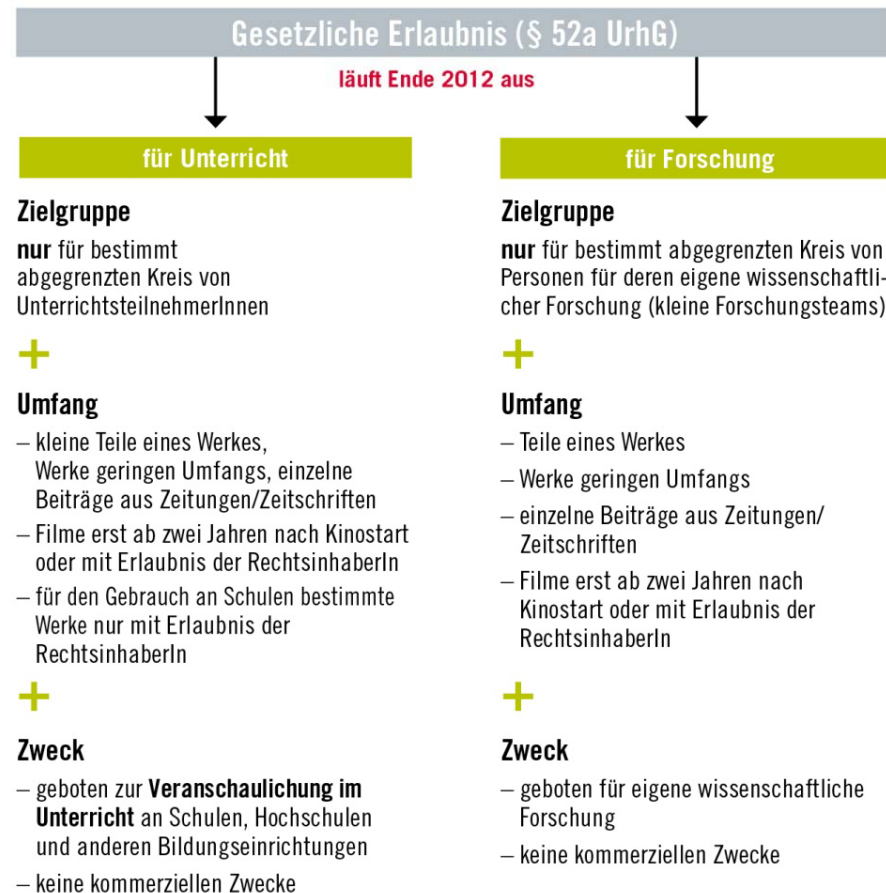 Gesetzliche Erlaubnis (§ 52a UrhG)
läuft Ende 2012 aus
für Unterricht
Zielgruppe
nur für bestimmt
abgegrenzten Kreis von
UnterrichtsteilnehmerInnen
+
Umfang
– kleine Teile eines Werkes,
Werke geringen Umfangs, einzelne
Beiträge aus Zeitungen/Zeitschriften
– Filme erst ab zwei Jahren nach Kinostart
oder mit Erlaubnis der RechtsinhaberIn
– für den Gebrauch an Schulen bestimmte
Werke nur mit Erlaubnis der
RechtsinhaberIn
+
Zweck
– geboten zur Veranschaulichung im
Unterricht an Schulen, Hochschulen
und anderen Bildungseinrichtungen
– keine kommerziellen Zwecke
für Forschung
Zielgruppe
nur für bestimmt abgegrenzten Kreis von
Personen für deren eigene wissenschaftli-
cher Forschung (kleine Forschungsteams)
+
Umfang
– Teile eines Werkes
– Werke geringen Umfangs
– einzelne Beiträge aus Zeitungen/
Zeitschriften
– Filme erst ab zwei Jahren nach
Kinostart oder mit Erlaubnis der
RechtsinhaberIn
+
Zweck
– geboten für eigene wissenschaftliche
Forschung
– keine kommerziellen Zwecke